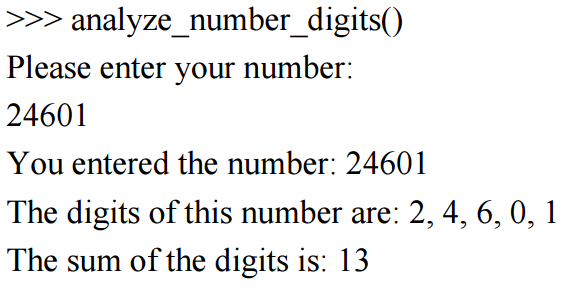 >>> analyze_number_digits()
Please enter your number:
24601
You entered the number: 24601
The digits of this number are: 2, 4, 6, 0, 1
The sum of the digits is: 13